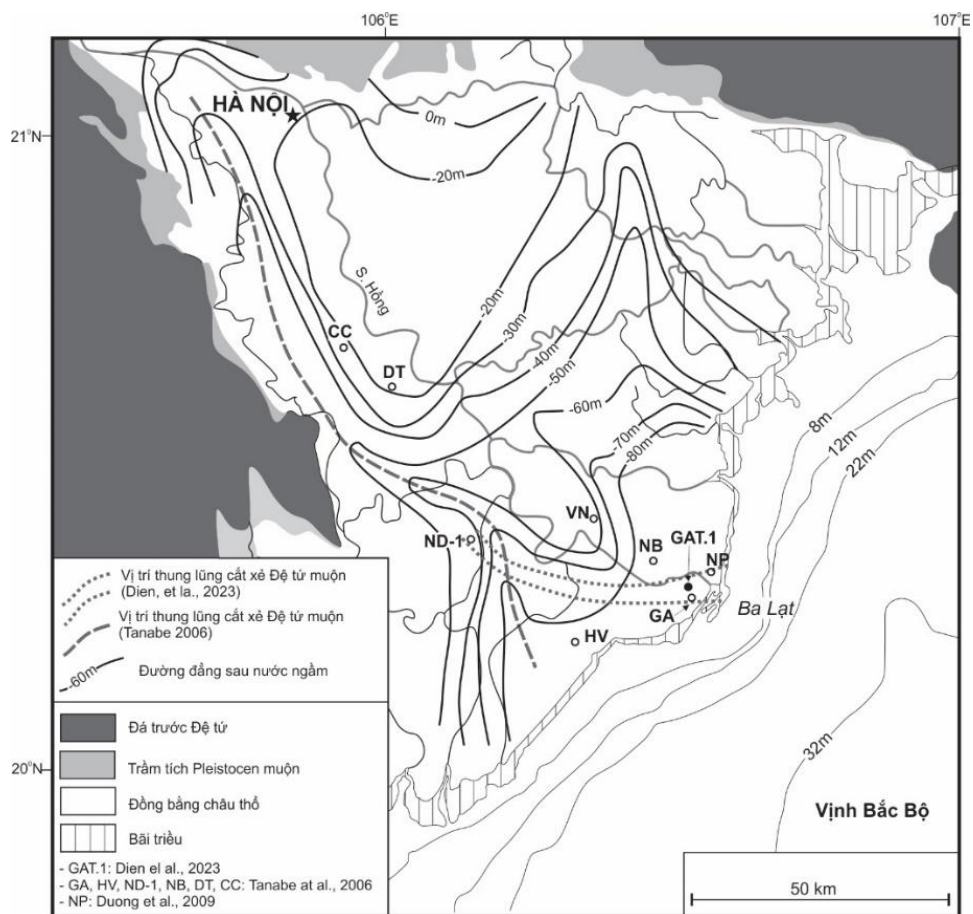 106°E
107°E
21°N
20°N
HÀ NỘI
0m
-20m
S. Hồng
-20m
-30m
-40m
-50m
CC
DT
-60m
-70m
-80m
8m
12m
22m
VN
ND-1
NB
GAT.1
NP
GA
Ba Lạt
HV
32m
Vịnh Bắc Bộ
Vị trí thung lũng cắt xẻ Đệ tứ muộn
(Dien, et la., 2023)
Vị trí thung lũng cắt xẻ Đệ tứ muộn
(Tanabe 2006)
-60m
Đường đẳng sau nước ngầm
Đá trước Đệ tứ
Trầm tích Pleistocen muộn
Đồng bằng châu thổ
Bãi triều
- GAT.1: Dien el al., 2023
- GA, HV, ND-1, NB, DT, CC: Tanabe at al., 2006
- NP: Duong et al., 2009
50 km